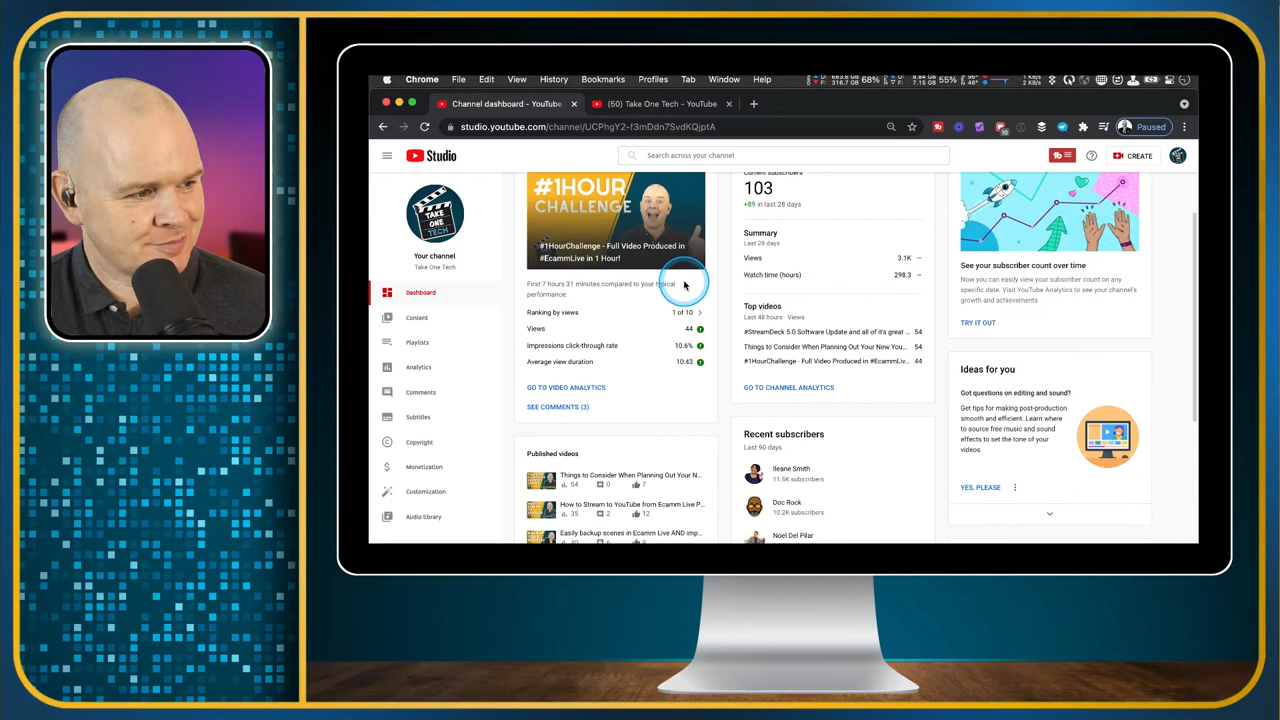 Chrome File Edit View History Bookmarks Profiles Tab Window Help
68% 55%
Channel dashboard - YouTube
(50) Take One Tech - YouTube
studio.youtube.com/channel/UCPhgY2-f3mDdn7SvdKQjptA
Paused
Studio
Search across your channel
CREATE
TAKE
ONE
TECH
Your channel
Take One Tech
Dashboard
Content
Playlists
Analytics
Comments
Subtitles
Copyright
Monetization
Customization
Audio library
#1HOUR
CHALLENGE
#1HourChallenge - Full Video Produced in
#EcammLive in 1 Hour!
First 7 hours 31 minutes compared to your typical
performance:
Ranking by views 1 of 10
Views 44
Impressions click-through rate 10.6%
Average view duration 10:43
GO TO VIDEO ANALYTICS
SEE COMMENTS (3)
Published videos
Things to Consider When Planning Out Your N...
54 0 7
How to Stream to YouTube from Ecamm Live P...
35 2 12
Easily backup scenes in Ecamm Live AND imp...
Current subscribers
103
+89 in last 28 days
Summary
Last 28 days
Views 3.1K —
Watch time (hours) 298.3 —
Top videos
Last 48 hours · Views
#StreamDeck 5.0 Software Update and all of it's great ... 54
Things to Consider When Planning Out Your New You... 54
#1HourChallenge - Full Video Produced in #EcammLiv... 44
GO TO CHANNEL ANALYTICS
Recent subscribers
Last 90 days
Ileane Smith
11.5K subscribers
Doc Rock
10.2K subscribers
Noel Del Pilar
See your subscriber count over time
Now you can easily view your subscriber count on any
specific date. Visit YouTube Analytics to see your channel's
growth and achievements
TRY IT OUT
Ideas for you
Got questions on editing and sound?
Get tips for making post-production
smooth and efficient. Learn where
to source free music and sound
effects to set the tone of your
videos
YES, PLEASE